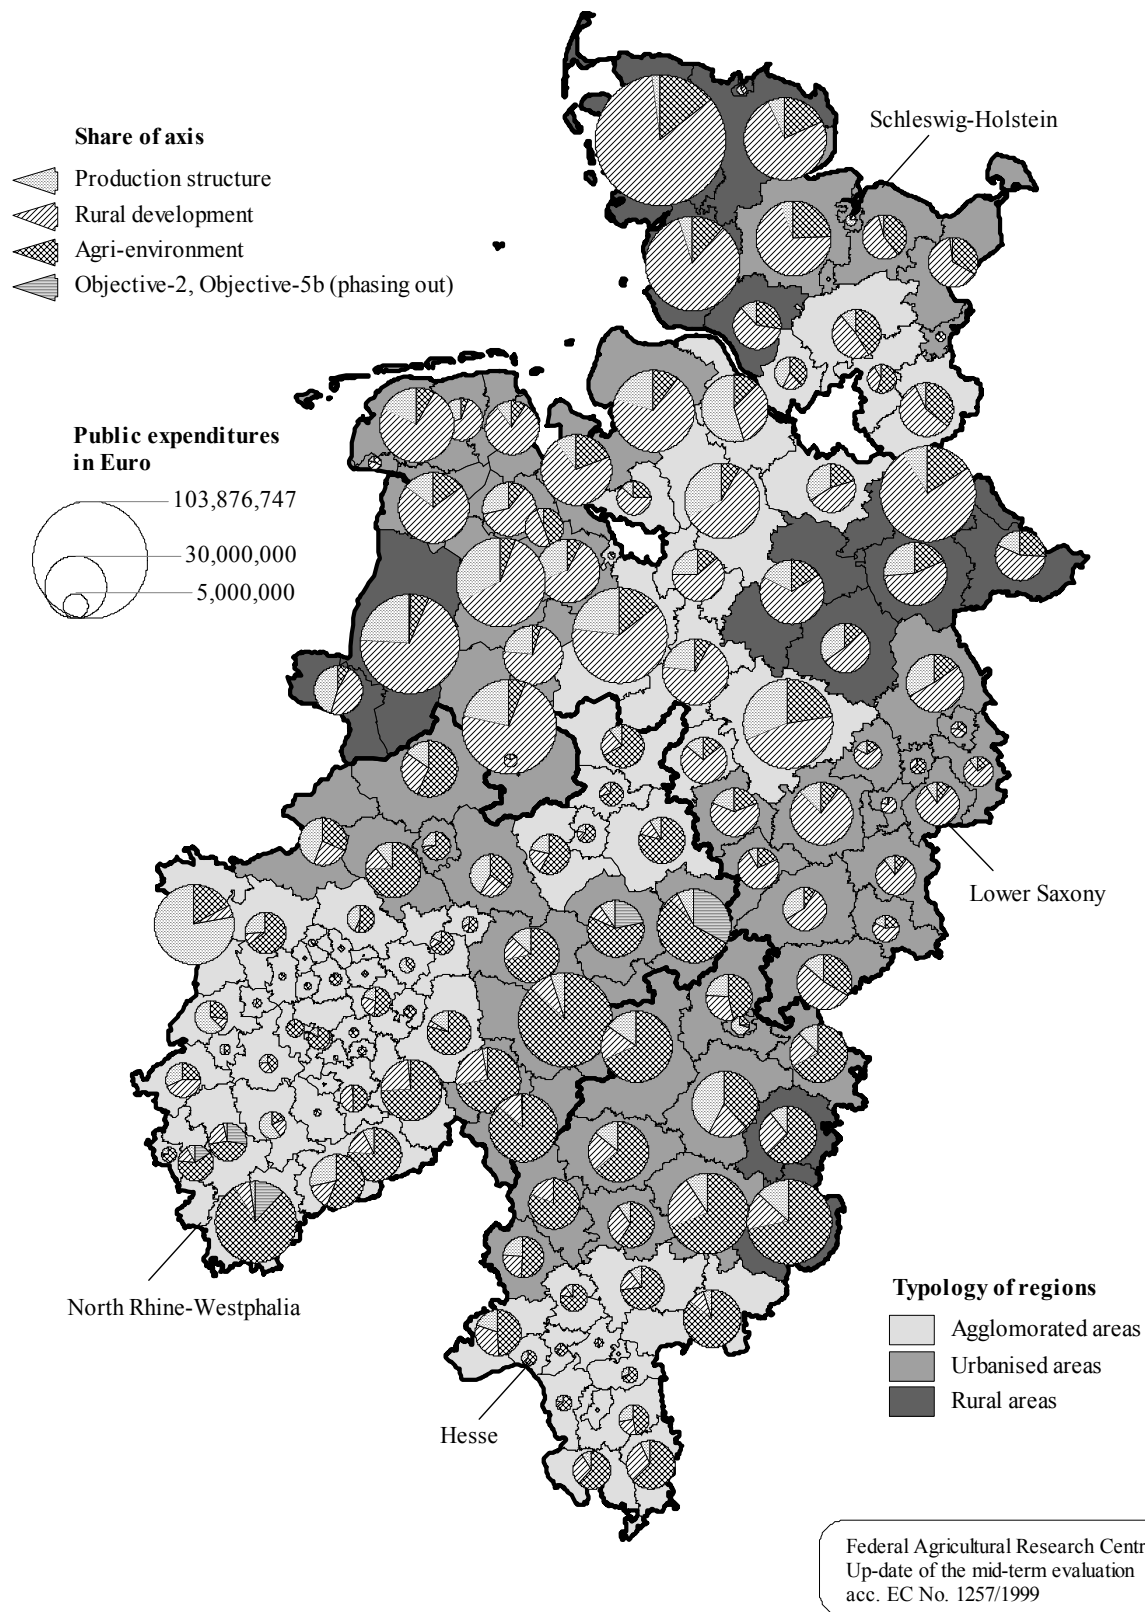 Schleswig-Holstein
Share of axis
Production structure
Rural development
Agri-environment
Objective-2, Objective-5b (phasing out)
Public expenditures
in Euro
103,876,747
30,000,000
5,000,000
Lower Saxony
North Rhine-Westphalia
Hesse
Typology of regions
Agglomorated areas
Urbanised areas
Rural areas
Federal Agricultural Research Centr
Up-date of the mid-term evaluation
acc. EC No. 1257/1999